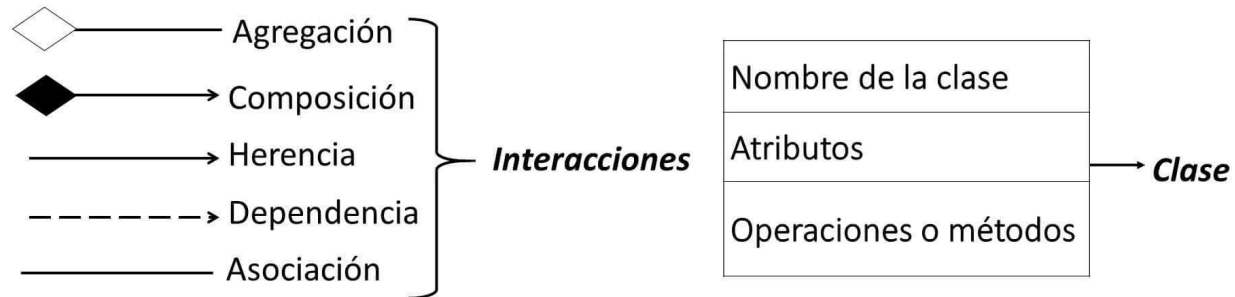 Agregación
Composición
Herencia
Dependencia
Asociación
Interacciones
Nombre de la clase
Atributos
Operaciones o métodos
Clase